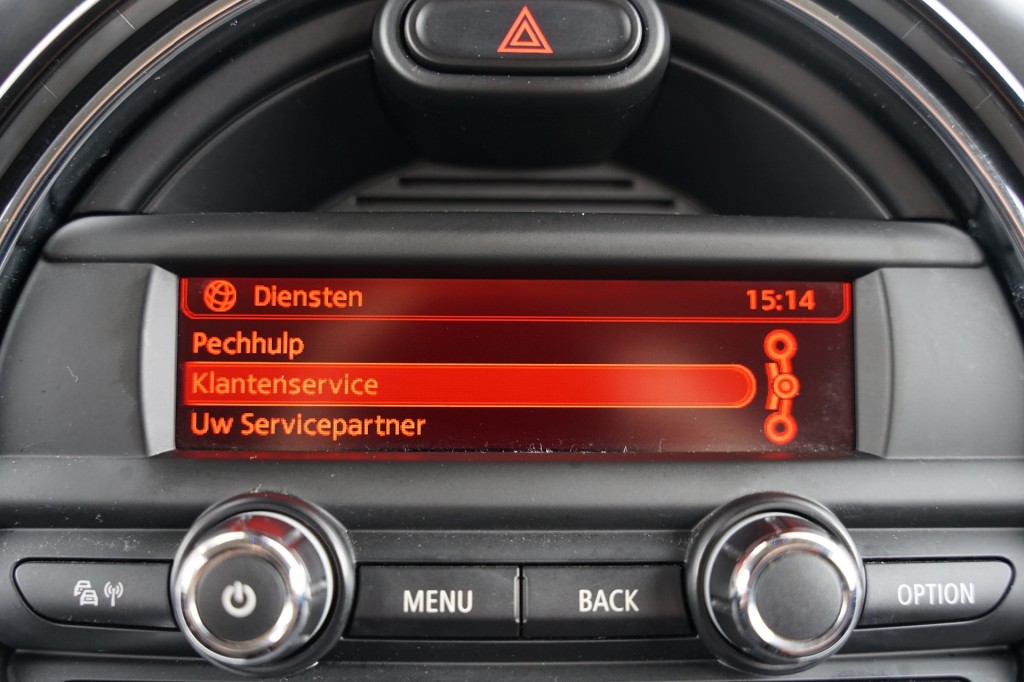 Diensten 15:14
Pechhulp
Klantenservice
Uw Servicepartner
MENU BACK OPTION